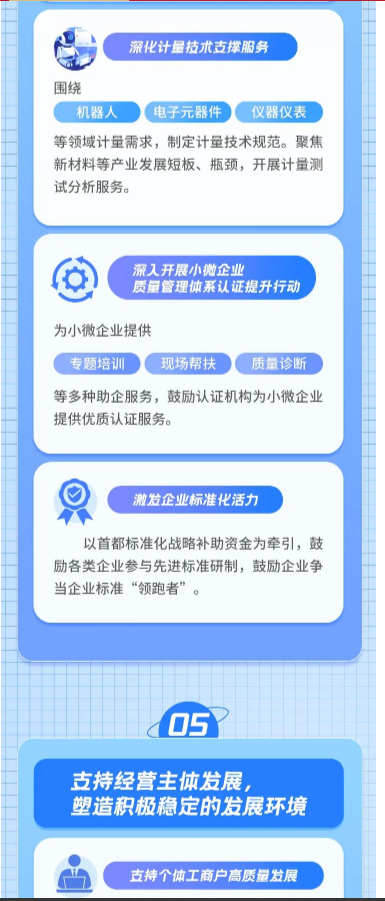 深化计量技术支撑服务
围绕
机器人 电子元器件 仪器仪表
等领域计量需求，制定计量技术规范。聚焦
新材料等产业发展短板、瓶颈，开展计量测
试分析服务。
深入开展小微企业
质量管理体系认证提升行动
为小微企业提供
专题培训 现场帮扶 质量诊断
等多种助企服务，鼓励认证机构为小微企业
提供优质认证服务。
激发企业标准化活力
以首都标准化战略补助资金为牵引，鼓
励各类企业参与先进标准研制，鼓励企业争
当企业标准“领跑者”。
05
支持经营主体发展，
塑造积极稳定的发展环境
支持个体工商户高质量发展